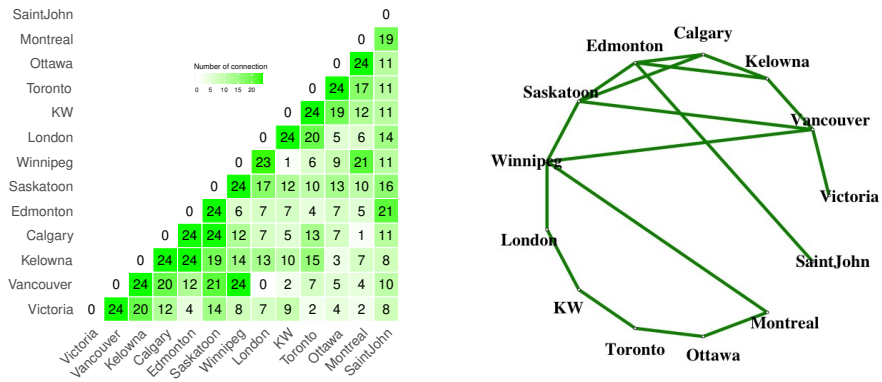 SaintJohn 0
Montreal 0 19
Ottawa 0 24 11
Toronto 0 24 17 11
KW 0 24 19 12 11
London 0 24 20 5 6 14
Winnipeg 0 23 1 6 9 21 11
Saskatoon 0 24 17 12 10 13 10 16
Edmonton 0 24 6 7 7 4 7 5 21
Calgary 0 24 24 12 7 5 13 7 1 11
Kelowna 0 24 24 19 14 13 10 15 3 7 8
Vancouver 0 24 20 12 21 24 0 2 7 5 4 10
Victoria 0 24 20 12 4 14 8 7 9 2 4 2 8
Victoria
Vancouver
Kelowna
Calgary
Edmonton
Saskatoon
Winnipeg
London
KW
Toronto
Ottawa
Montreal
SaintJohn
Number of connection
0 5 10 15 20
Calgary
Edmonton
Kelowna
Saskatoon
Vancouver
Winnipeg
Victoria
London
SaintJohn
KW
Montreal
Toronto
Ottawa